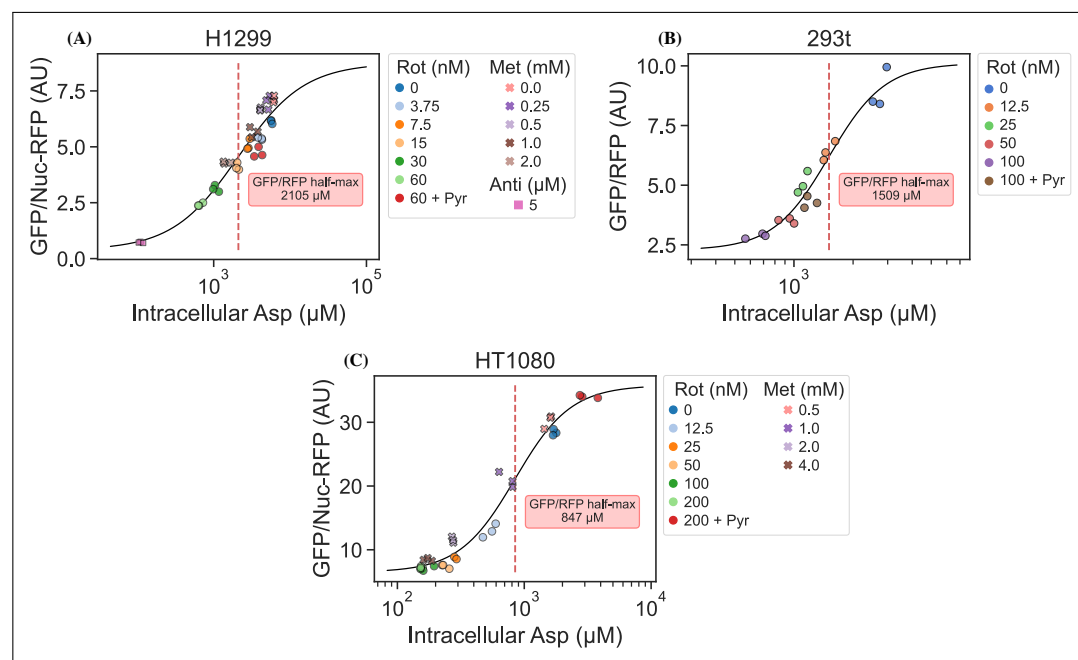 (A)
H1299
GFP/Nuc-RFP (AU)
7.5
5.0
2.5
0.0
10³
10⁵
Intracellular Asp (µM)
GFP/RFP half-max
2105 µM
Rot (nM)
0
3.75
7.5
15
30
60
60 + Pyr
Met (mM)
0.0
0.25
0.5
1.0
2.0
Anti (µM)
5
(B)
293t
GFP/RFP (AU)
10.0
7.5
5.0
2.5
10³
Intracellular Asp (µM)
GFP/RFP half-max
1509 µM
Rot (nM)
0
12.5
25
50
100
100 + Pyr
(C)
HT1080
GFP/Nuc-RFP (AU)
30
20
10
10²
10³
10⁴
Intracellular Asp (µM)
GFP/RFP half-max
847 µM
Rot (nM)
0
12.5
25
50
100
200
200 + Pyr
Met (mM)
0.5
1.0
2.0
4.0